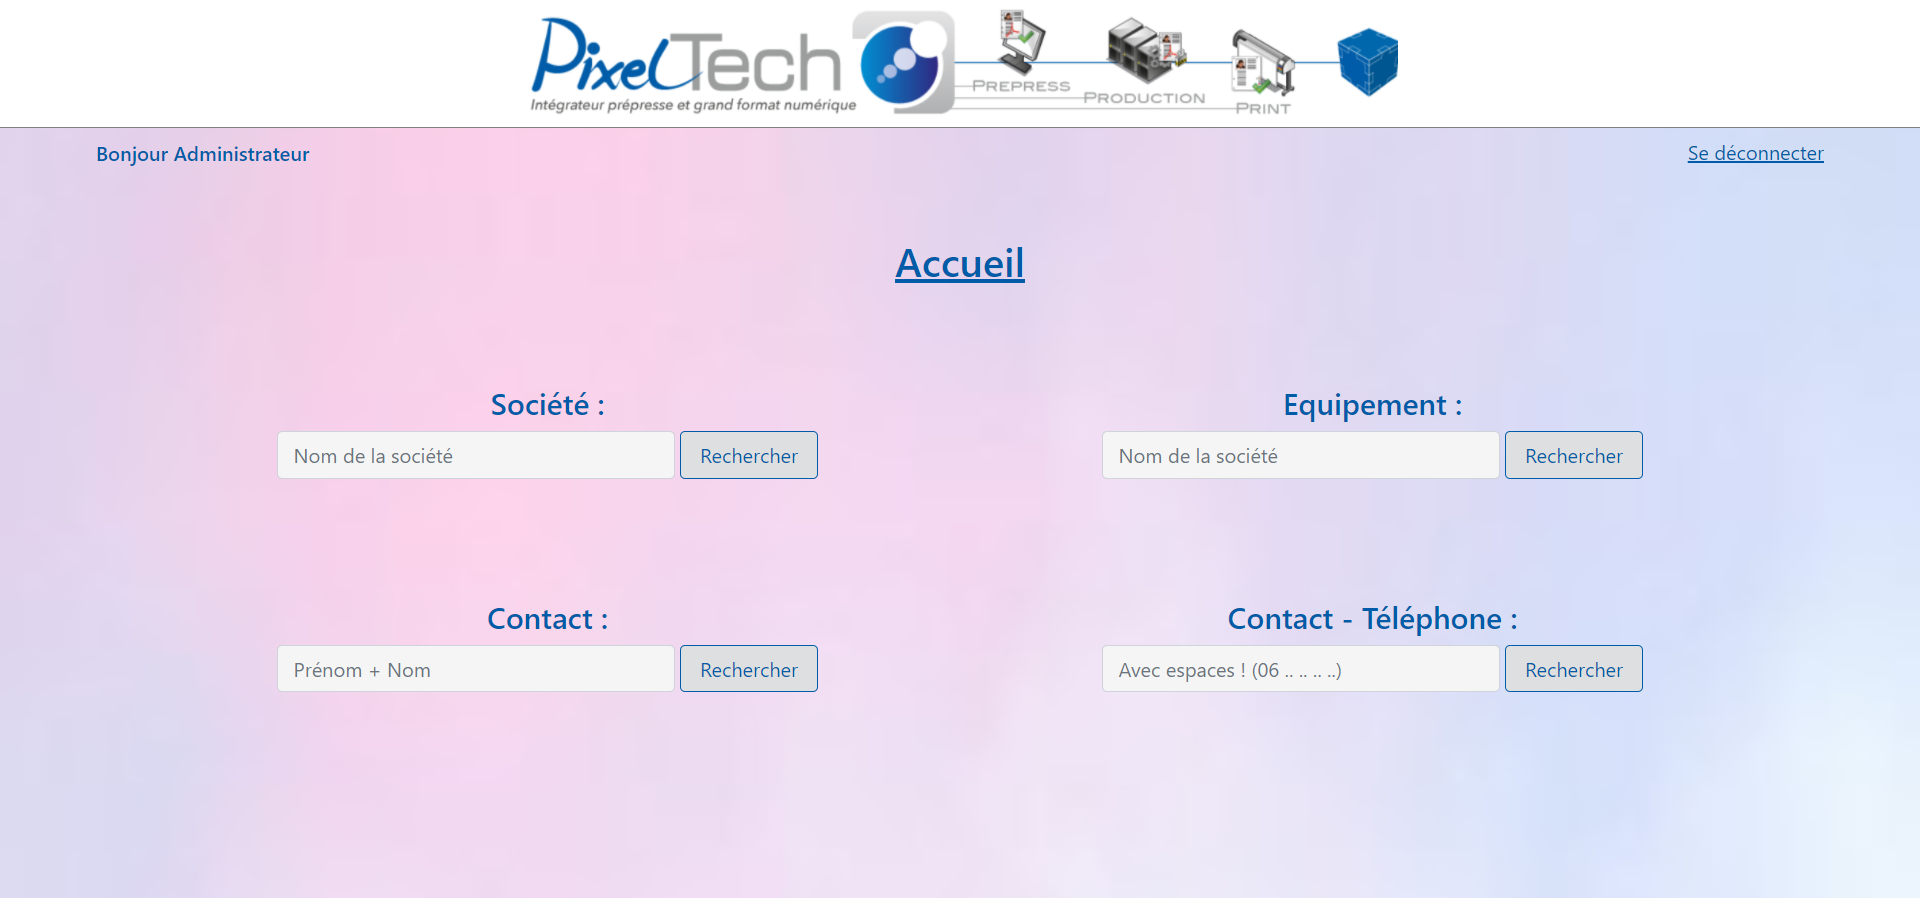 PixelTech
Intégrateur prépresse et grand format numérique
PREPRESS
PRODUCTION
PRINT
Bonjour Administrateur
Se déconnecter
Accueil
Société :
Nom de la société
Rechercher
Equipement :
Nom de la société
Rechercher
Contact :
Prénom + Nom
Rechercher
Contact - Téléphone :
Avec espaces ! (06 .. .. .. ..)
Rechercher